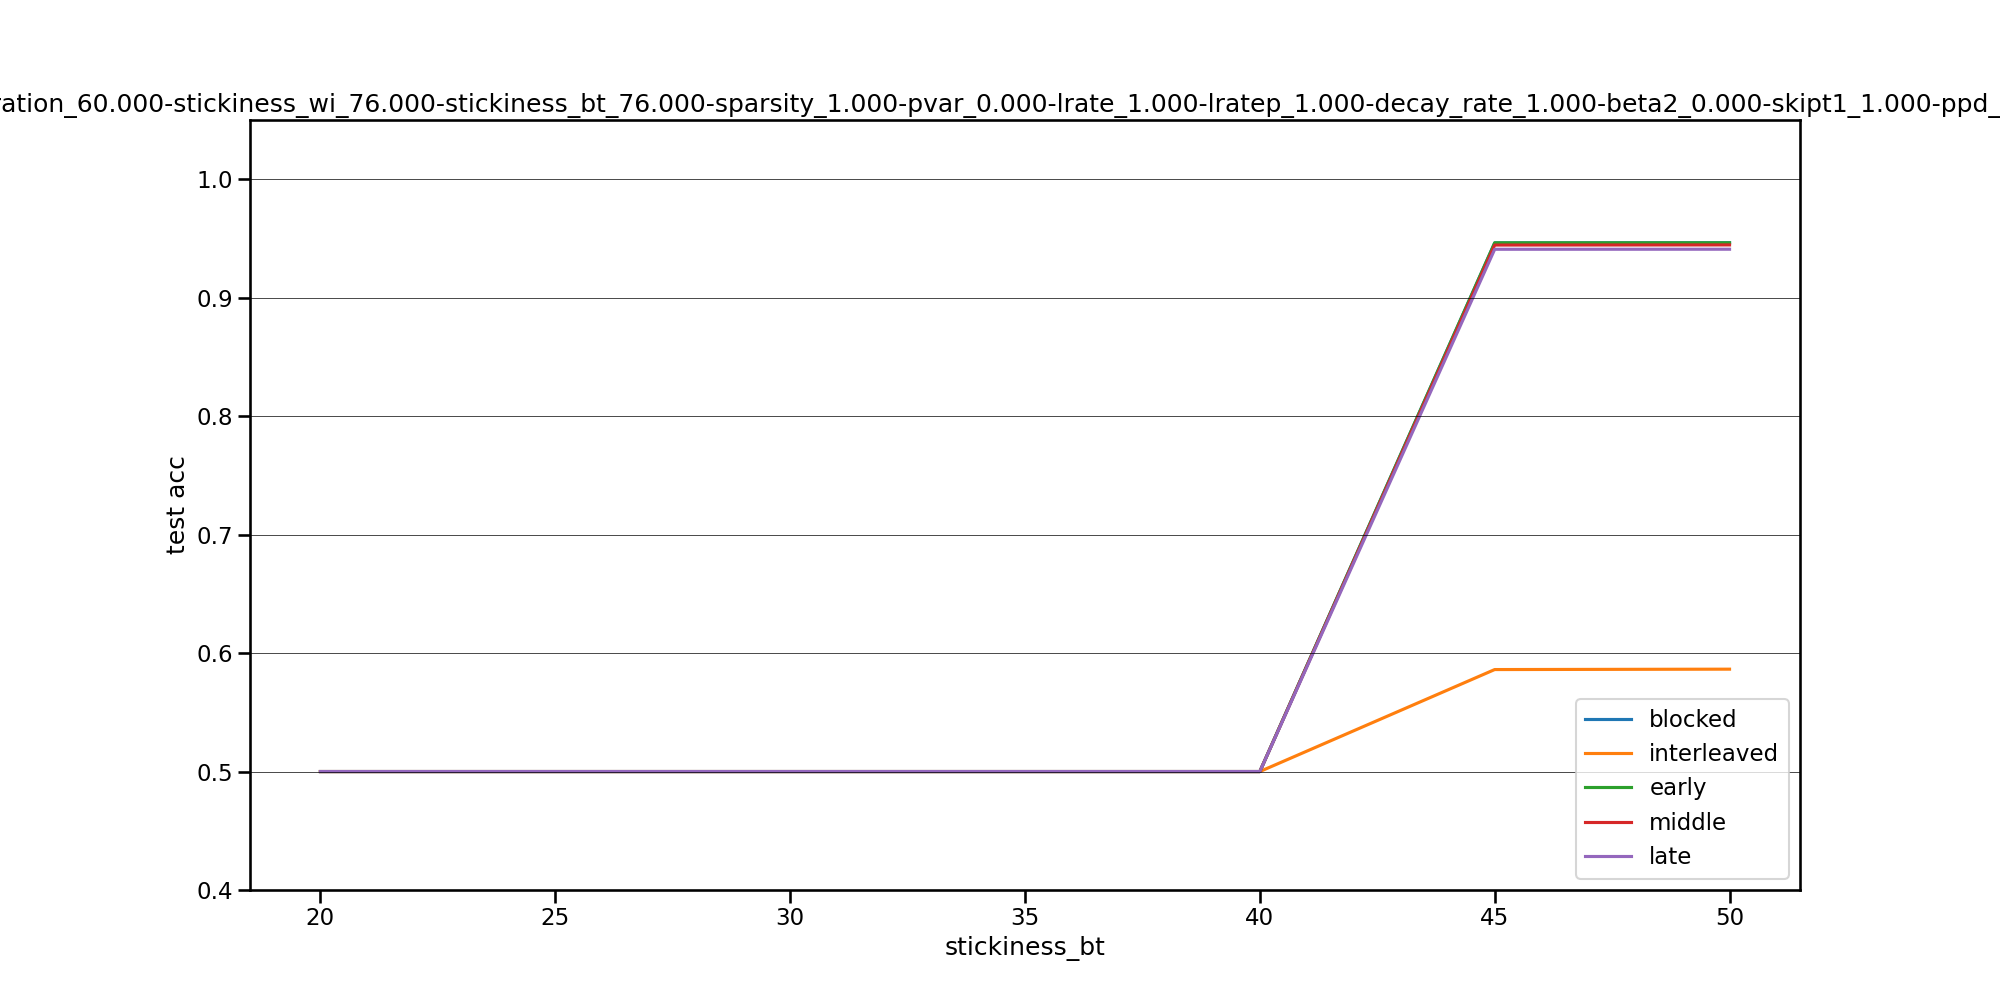 ration_60.000-stickiness_wi_76.000-stickiness_bt_76.000-sparsity_1.000-pvar_0.000-lrate_1.000-lratep_1.000-decay_rate_1.000-beta2_0.000-skipt1_1.000-ppd_
1.0
0.9
0.8
0.7
0.6
0.5
0.4
test acc
blocked
interleaved
early
middle
late
20 25 30 35 40 45 50
stickiness_bt